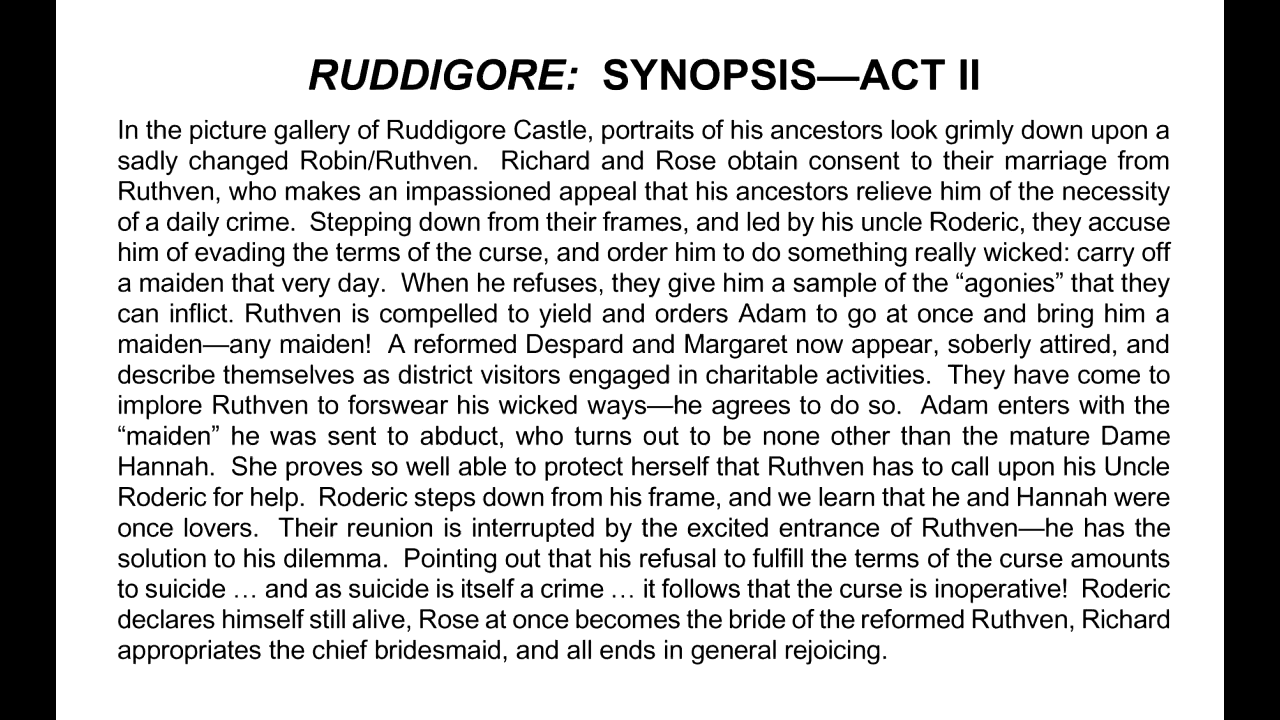 RUDDIGORE: SYNOPSIS—ACT II
In the picture gallery of Ruddigore Castle, portraits of his ancestors look grimly down upon a
sadly changed Robin/Ruthven. Richard and Rose obtain consent to their marriage from
Ruthven, who makes an impassioned appeal that his ancestors relieve him of the necessity
of a daily crime. Stepping down from their frames, and led by his uncle Roderic, they accuse
him of evading the terms of the curse, and order him to do something really wicked: carry off
a maiden that very day. When he refuses, they give him a sample of the “agonies” that they
can inflict. Ruthven is compelled to yield and orders Adam to go at once and bring him a
maiden—any maiden! A reformed Despard and Margaret now appear, soberly attired, and
describe themselves as district visitors engaged in charitable activities. They have come to
implore Ruthven to forswear his wicked ways—he agrees to do so. Adam enters with the
“maiden” he was sent to abduct, who turns out to be none other than the mature Dame
Hannah. She proves so well able to protect herself that Ruthven has to call upon his Uncle
Roderic for help. Roderic steps down from his frame, and we learn that he and Hannah were
once lovers. Their reunion is interrupted by the excited entrance of Ruthven—he has the
solution to his dilemma. Pointing out that his refusal to fulfill the terms of the curse amounts
to suicide … and as suicide is itself a crime … it follows that the curse is inoperative! Roderic
declares himself still alive, Rose at once becomes the bride of the reformed Ruthven, Richard
appropriates the chief bridesmaid, and all ends in general rejoicing.